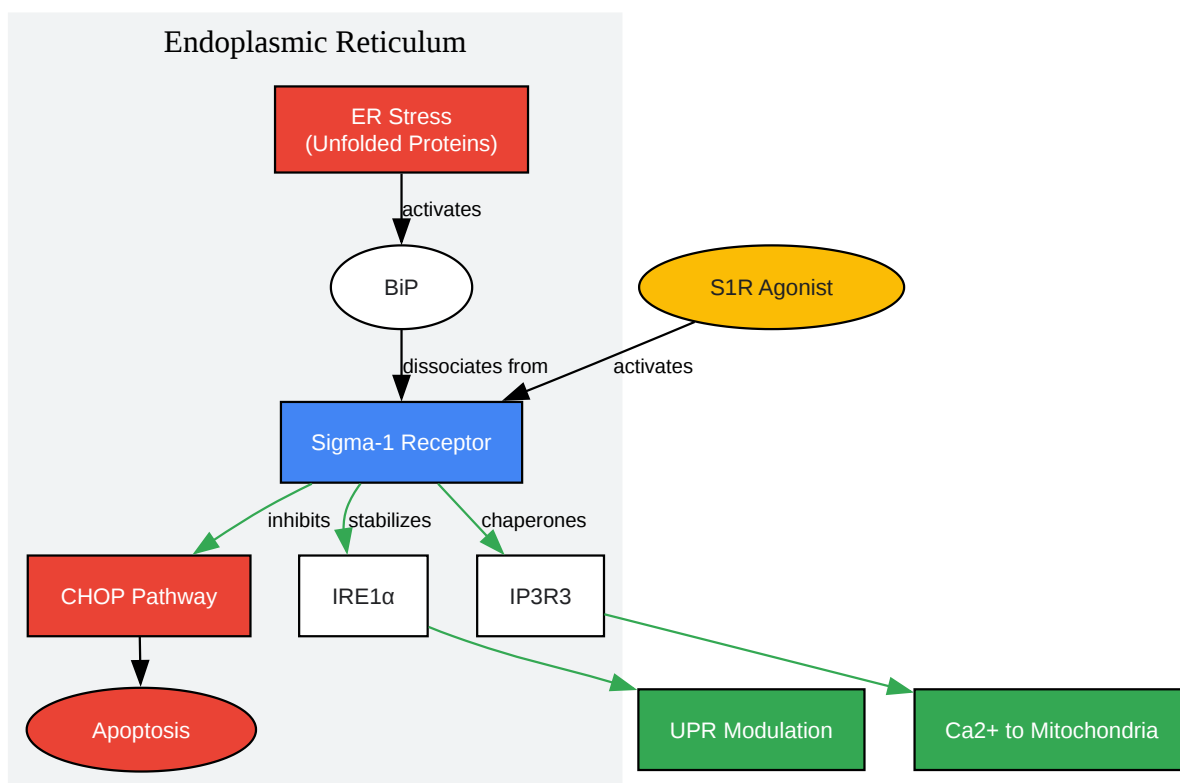 Endoplasmic Reticulum
ER Stress
(Unfolded Proteins)
activates
BiP
S1R Agonist
dissociates from
activates
Sigma-1 Receptor
inhibits
stabilizes
chaperones
CHOP Pathway
IRE1α
IP3R3
Apoptosis
UPR Modulation
Ca2+ to Mitochondria